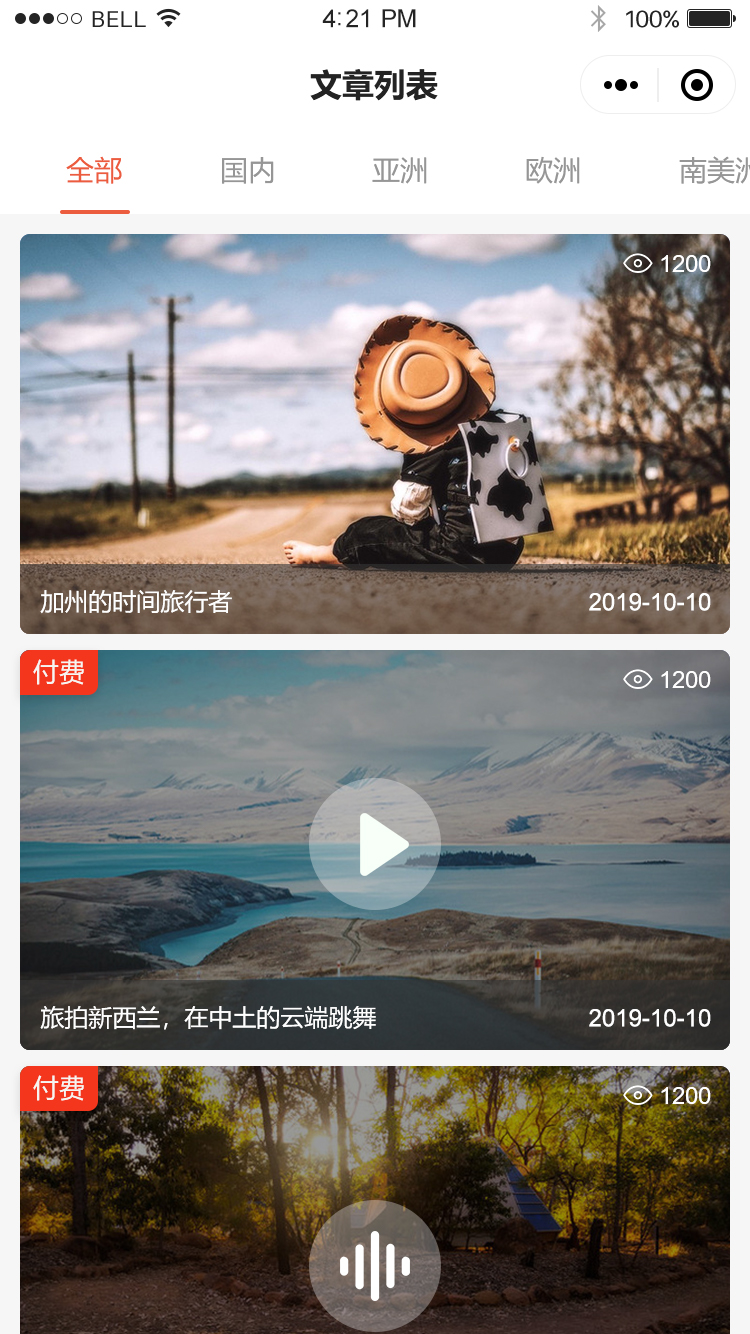 BELL 4:21 PM 100%
文章列表
全部 国内 亚洲 欧洲 南美洲
1200
加州的时间旅行者 2019-10-10
付费 1200
旅拍新西兰，在中土的云端跳舞 2019-10-10
付费 1200